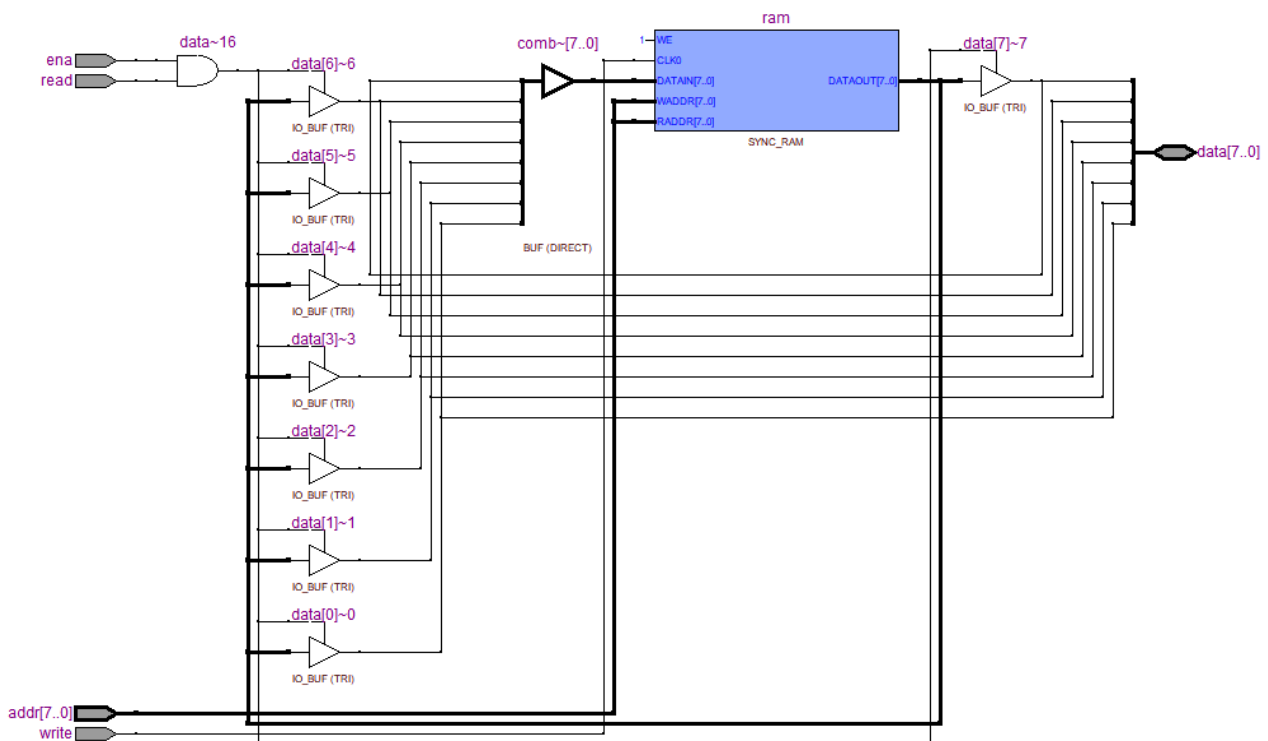 ram
data~16
comb~[7..0]
data[7]~7
ena
read
1
WE
CLK0
DATAIN[7..0]
WADDR[7..0]
RADDR[7..0]
DATAOUT[7..0]
SYNC_RAM
IO_BUF (TRI)
data[7..0]
BUF (DIRECT)
data[6]~6
IO_BUF (TRI)
data[5]~5
IO_BUF (TRI)
data[4]~4
IO_BUF (TRI)
data[3]~3
IO_BUF (TRI)
data[2]~2
IO_BUF (TRI)
data[1]~1
IO_BUF (TRI)
data[0]~0
IO_BUF (TRI)
addr[7..0]
write